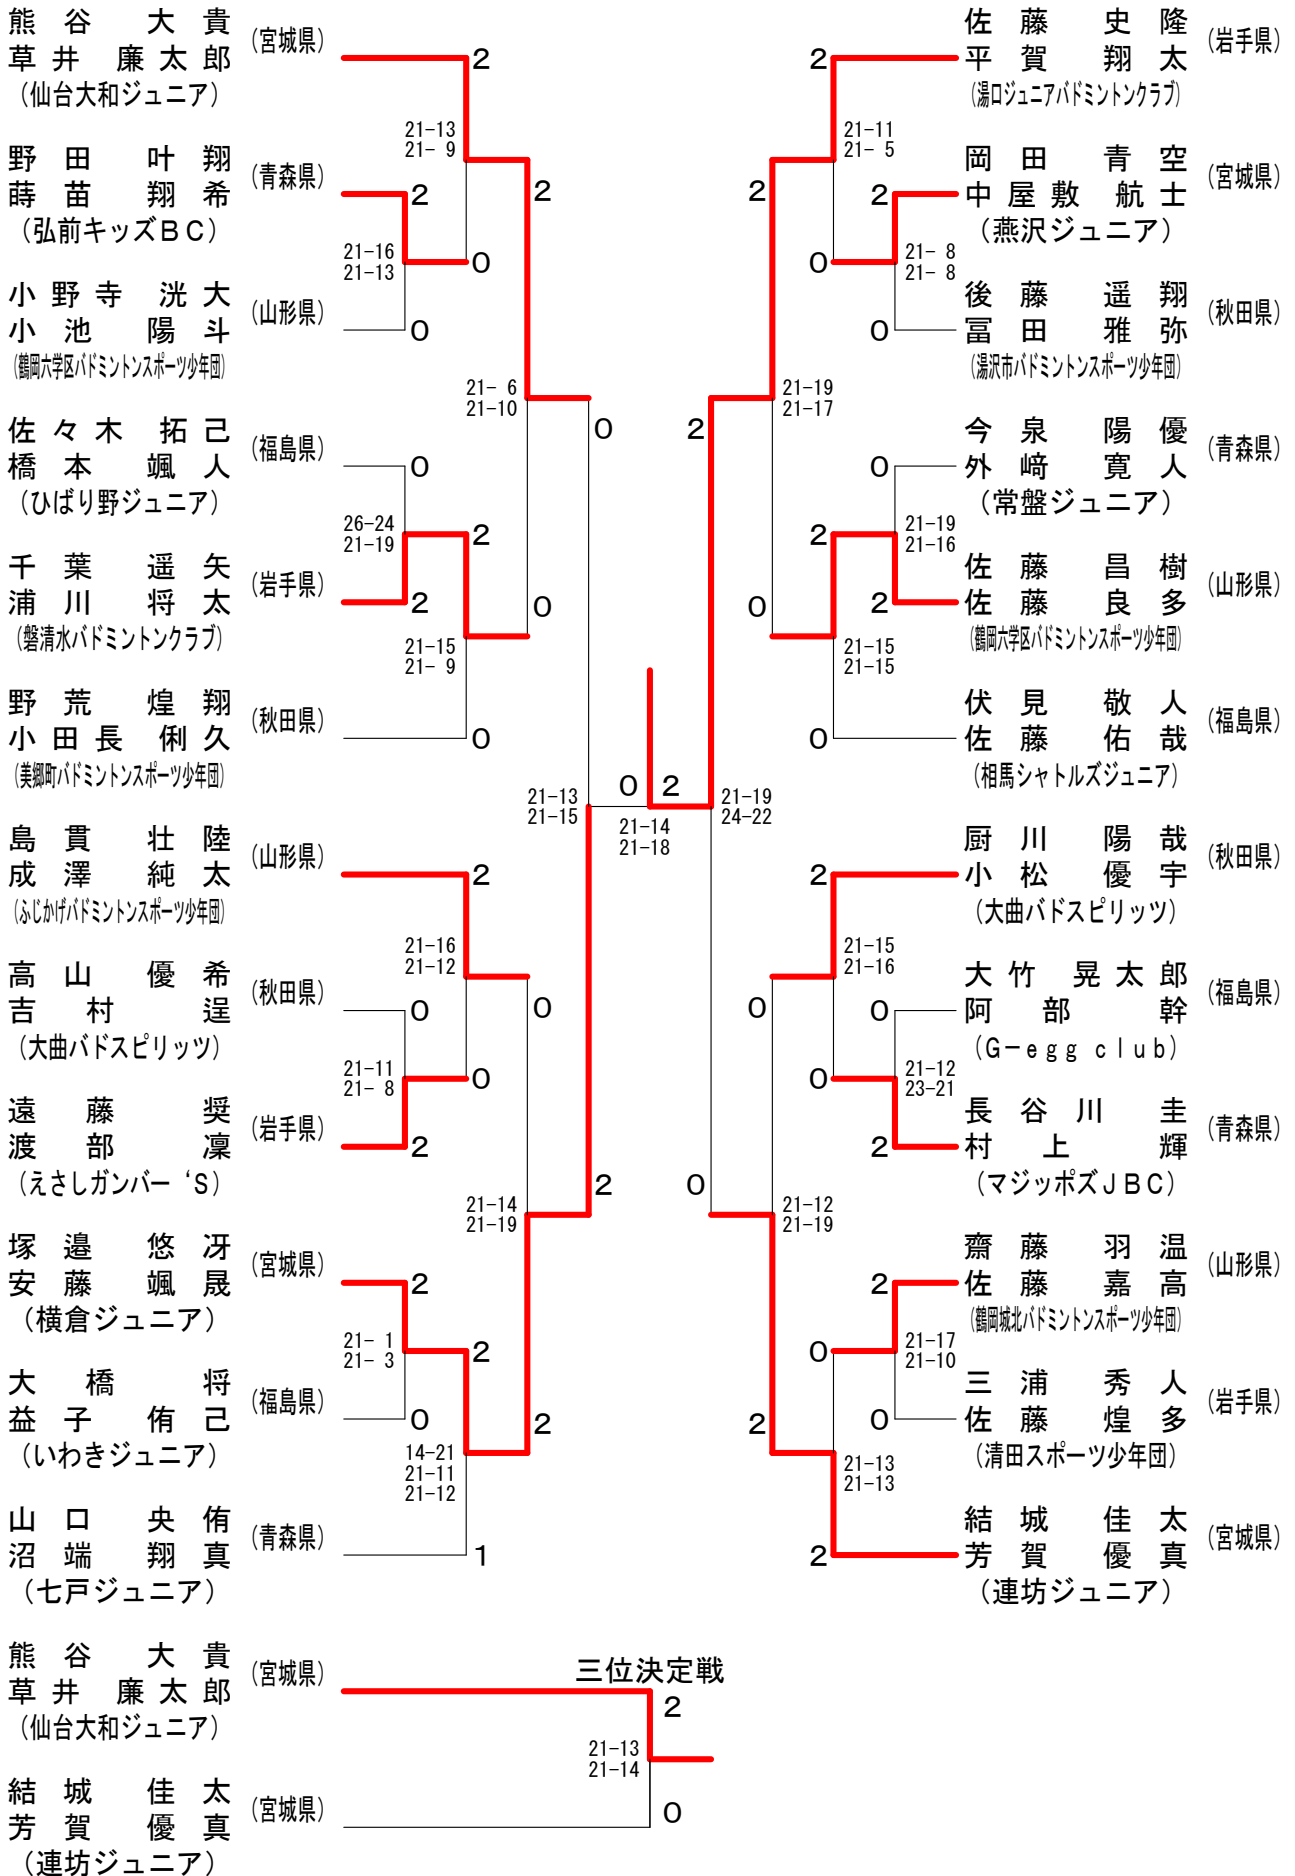 熊谷 大貴 (宮城県)
草井 廉太郎
(仙台大和ジュニア)
2
21-13
21- 9
野田 叶翔 (青森県)
蒔苗 翔希
(弘前キッズBC)
2
2
21-16
21-13
0
小野寺 洸大 (山形県)
小池 陽斗
(鶴岡六学区バドミントンスポーツ少年団)
0
21- 6
21-10
0
佐々木 拓己 (福島県)
橋本 颯人
(ひばり野ジュニア)
0
26-24
21-19
2
千葉 遥矢 (岩手県)
浦川 将太
(磐清水バドミントンクラブ)
2
0
21-15
21- 9
野荒 煌翔 (秋田県)
小田長 俐久
(美郷町バドミントンスポーツ少年団)
0
21-13
21-15
島貫 壮陸 (山形県)
成澤 純太
(ふじかげバドミントンスポーツ少年団)
2
21-16
21-12
高山 優希 (秋田県)
吉村 逞
(大曲バドスピリッツ)
0
0
21-11
21- 8
0
遠藤 奨 (岩手県)
渡部 凜
(えさしガンバー‘S)
2
21-14
21-19
2
塚邉 悠冴 (宮城県)
安藤 颯晟
(横倉ジュニア)
2
21- 1
21- 3
2
大橋 将 (福島県)
益子 侑己
(いわきジュニア)
0
2
14-21
21-11
21-12
山口 央侑 (青森県)
沼端 翔真
(七戸ジュニア)
1
0 2
21-14
21-18
佐藤 史隆 (岩手県)
平賀 翔太
(湯口ジュニアバドミントンクラブ)
2
21-11
21- 5
岡田 青空 (宮城県)
中屋敷 航士
(燕沢ジュニア)
2
2
21- 8
21- 8
0
後藤 遥翔 (秋田県)
冨田 雅弥
(湯沢市バドミントンスポーツ少年団)
0
21-19
21-17
2
今泉 陽優 (青森県)
外﨑 寛人
(常盤ジュニア)
0
21-19
21-16
2
佐藤 昌樹 (山形県)
佐藤 良多
(鶴岡六学区バドミントンスポーツ少年団)
2
0
21-15
21-15
伏見 敬人 (福島県)
佐藤 佑哉
(相馬シャトルズジュニア)
0
21-19
24-22
厨川 陽哉 (秋田県)
小松 優宇
(大曲バドスピリッツ)
2
21-15
21-16
大竹 晃太郎 (福島県)
阿部 幹
(G-egg club)
0
0
21-12
23-21
0
長谷川 圭 (青森県)
村上 輝
(マジッポズJBC)
2
21-12
21-19
0
齋藤 羽温 (山形県)
佐藤 嘉高
(鶴岡城北バドミントンスポーツ少年団)
2
21-17
21-10
0
三浦 秀人 (岩手県)
佐藤 煌多
(清田スポーツ少年団)
0
2
21-13
21-13
結城 佳太 (宮城県)
芳賀 優真
(連坊ジュニア)
2
三位決定戦
熊谷 大貴 (宮城県)
草井 廉太郎
(仙台大和ジュニア)
2
21-13
21-14
結城 佳太 (宮城県)
芳賀 優真
(連坊ジュニア)
0